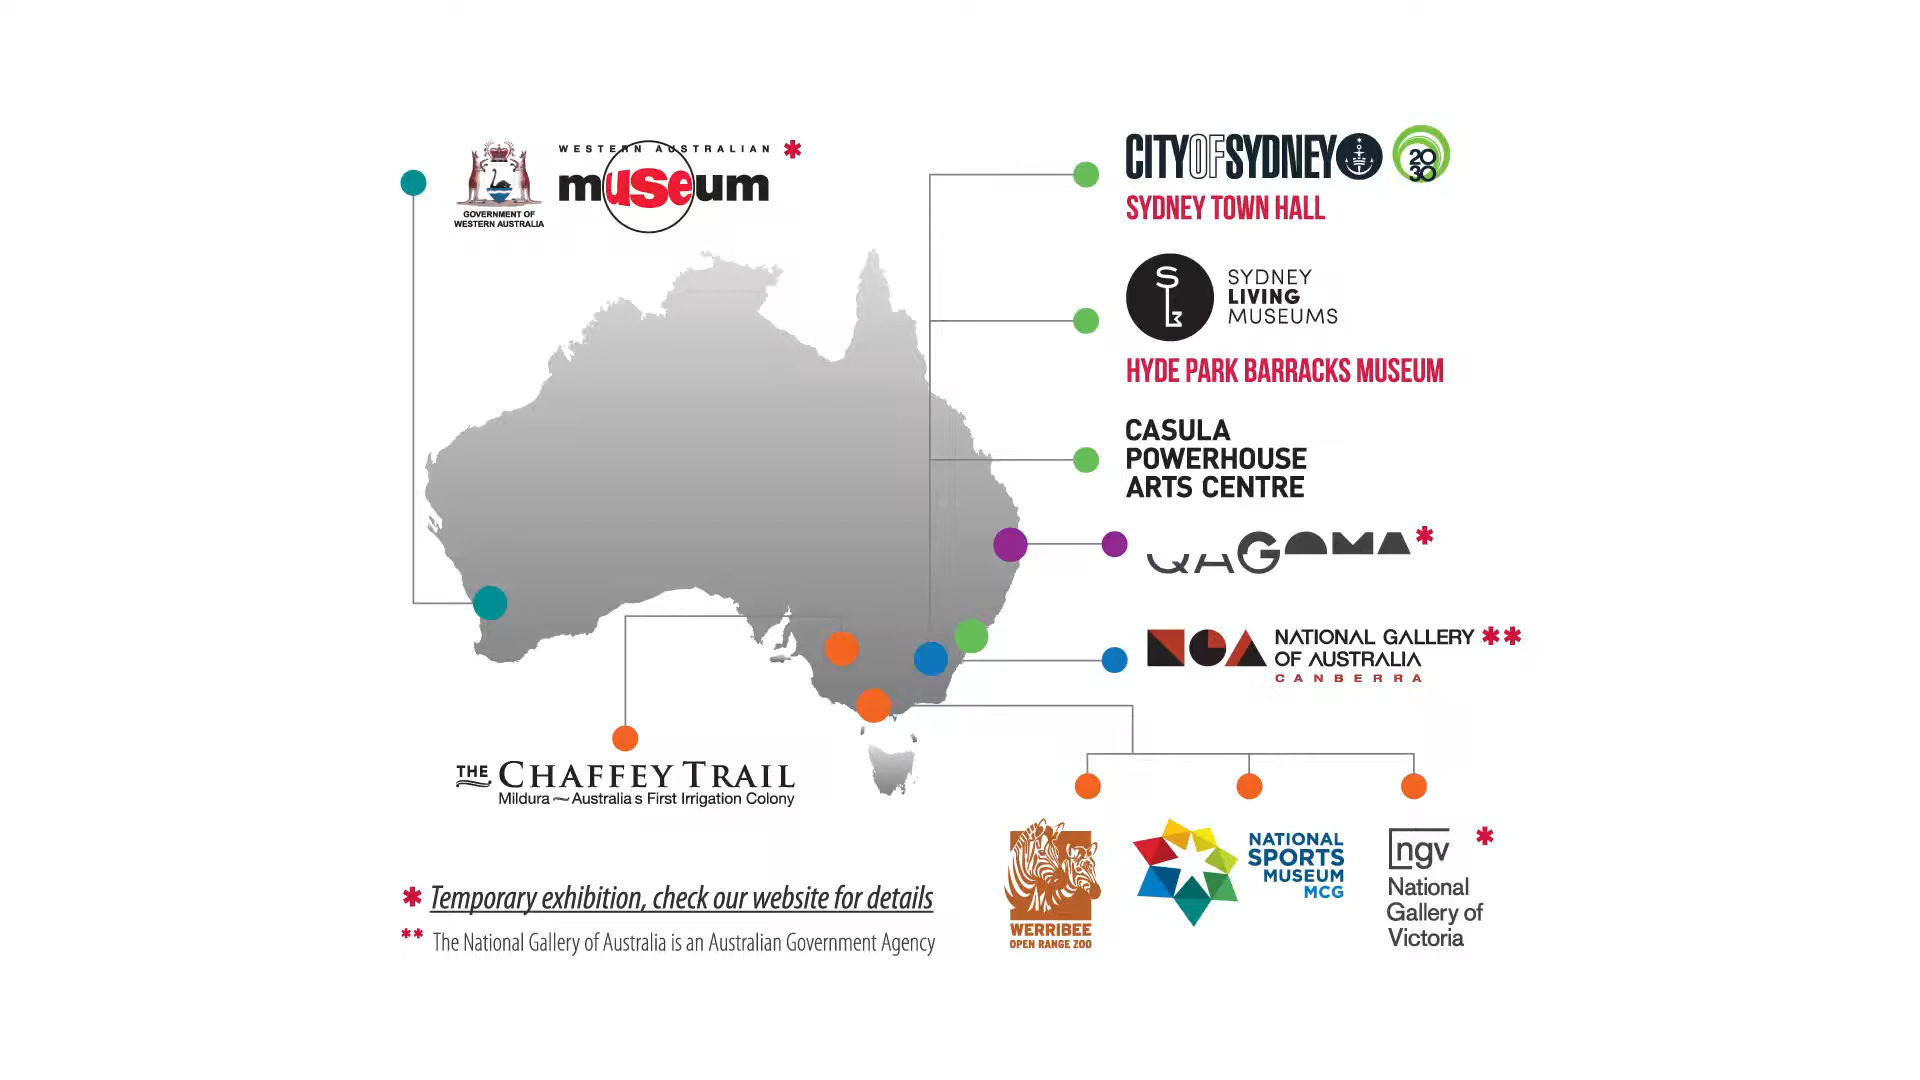 WESTERN AUSTRALIAN *
museum
GOVERNMENT OF
WESTERN AUSTRALIA
CITYOFSYDNEY
2030
SYDNEY TOWN HALL
SLM
SYDNEY
LIVING
MUSEUMS
HYDE PARK BARRACKS MUSEUM
CASULA
POWERHOUSE
ARTS CENTRE
QAGOMA *
NGA
NATIONAL GALLERY **
OF AUSTRALIA
CANBERRA
THE CHAFFEY TRAIL
Mildura ~ Australia s First Irrigation Colony
WERRIBEE
OPEN RANGE ZOO
NATIONAL
SPORTS
MUSEUM
MCG
ngv *
National
Gallery of
Victoria
* Temporary exhibition, check our website for details
** The National Gallery of Australia is an Australian Government Agency